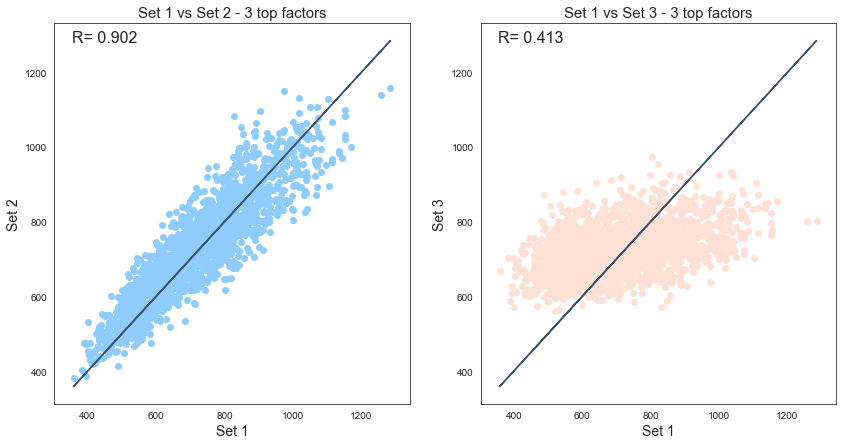 Set 1 vs Set 2 - 3 top factors
R= 0.902
1200
1000
800
600
400
Set 2
400 600 800 1000 1200
Set 1
Set 1 vs Set 3 - 3 top factors
R= 0.413
1200
1000
800
600
400
Set 3
400 600 800 1000 1200
Set 1